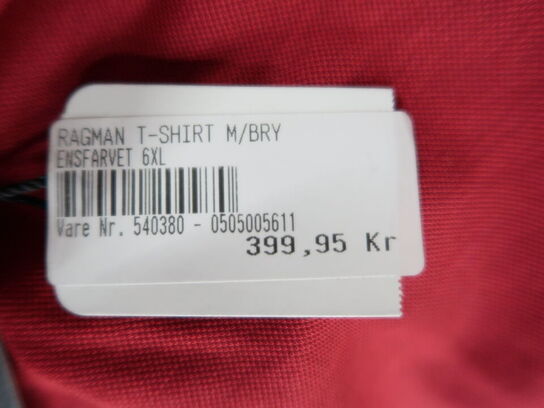 RAGMAN T-SHIRT M/BRY
ENSFARVET 6XL
Vare Nr. 540380 - 0505005611
399,95 Kr